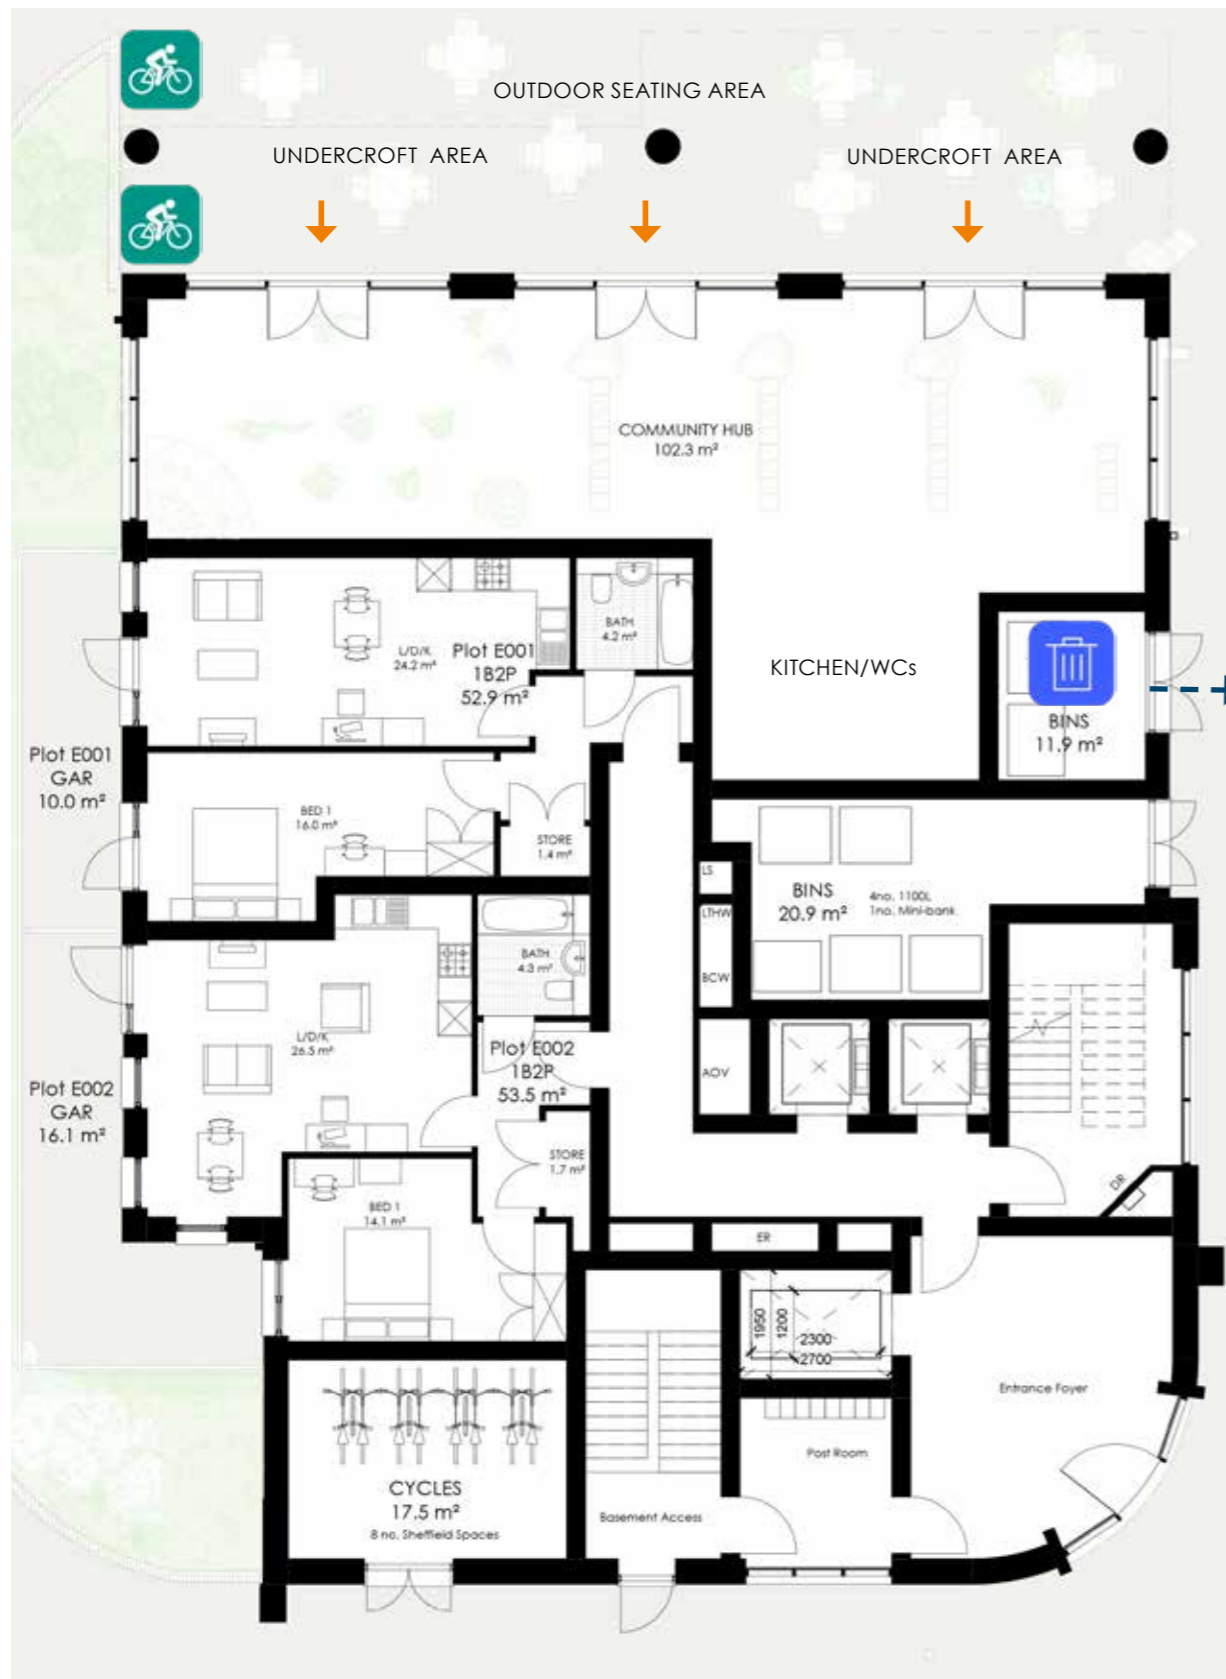 OUTDOOR SEATING AREA
UNDERCROFT AREA
UNDERCROFT AREA
COMMUNITY HUB
102.3 m²
BATH
4.2 m²
L/D/K
24.2 m²
Plot E001
1B2P
52.9 m²
KITCHEN/WCs
BINS
11.9 m²
Plot E001
GAR
10.0 m²
BED 1
16.0 m²
STORE
1.4 m²
LS
LTHW
BCW
BINS
20.9 m²
4no. 1100L
1no. Mini-bank
BATH
4.3 m²
L/D/K
26.5 m²
Plot E002
1B2P
53.5 m²
AOV
Plot E002
GAR
16.1 m²
STORE
1.7 m²
DR
BED 1
14.1 m²
ER
1950
1200
2300
2700
Entrance Foyer
Post Room
CYCLES
17.5 m²
8 no. Sheffield Spaces
Basement Access